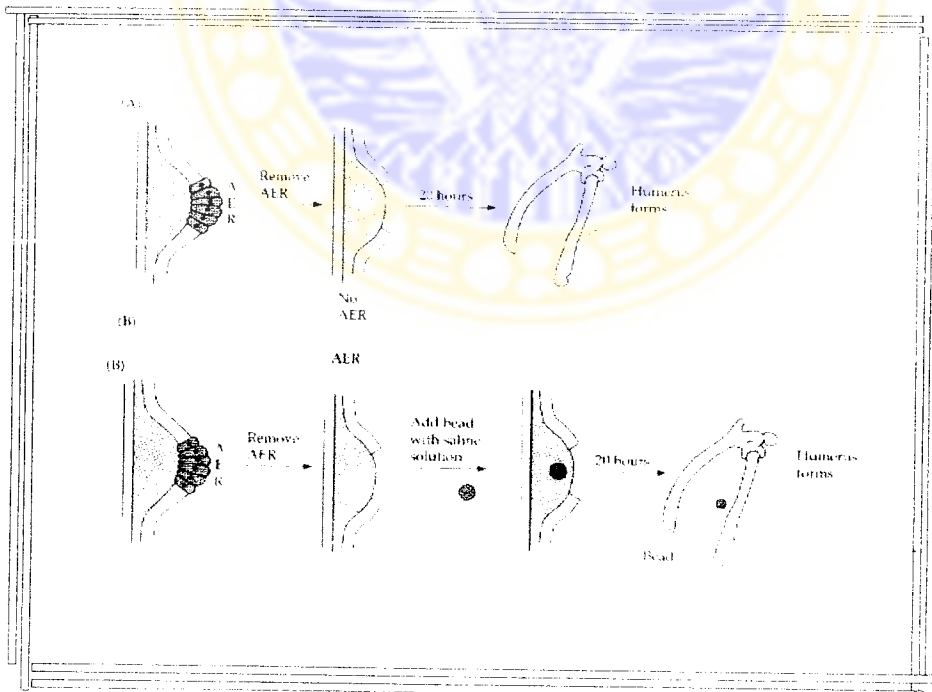 (A)
A
E
R
Remove
AER
20 hours
Humerus
forms
No
AER
(B)
(B)
AER
A
E
R
Remove
AER
Add bead
with saline
solution
20 hours
Humerus
forms
Bead